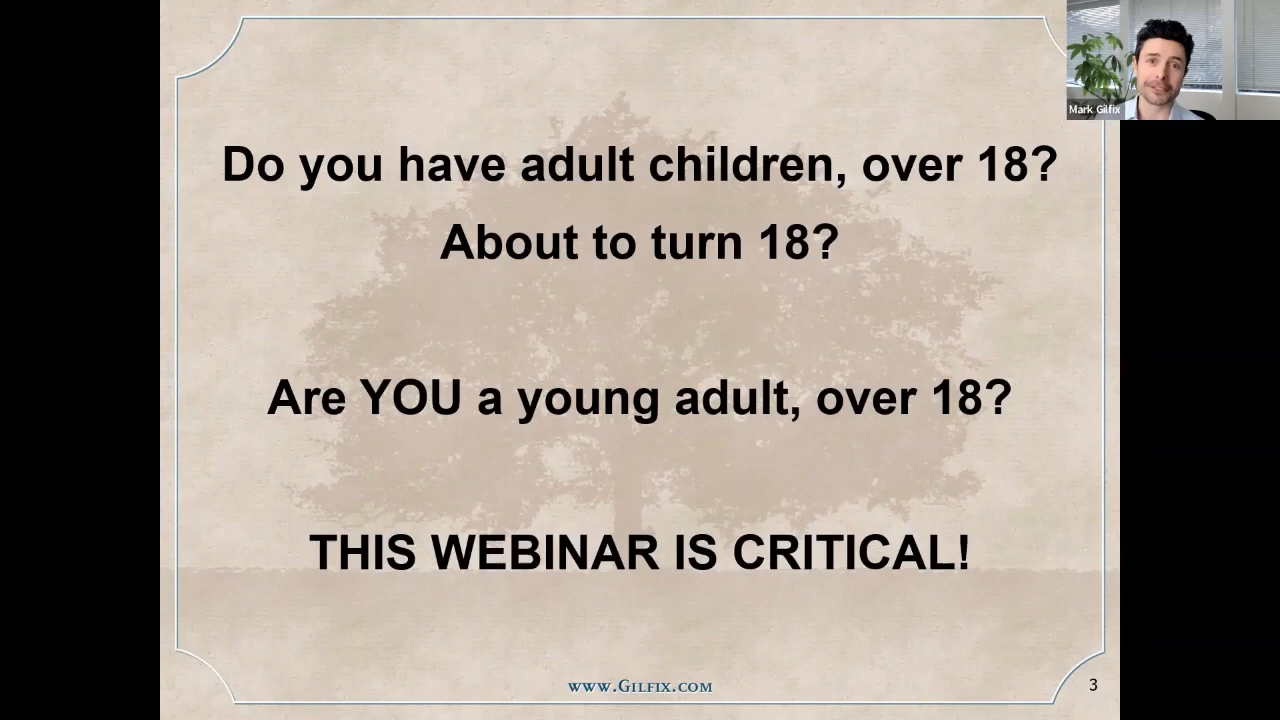 Mark Gilfix
Do you have adult children, over 18?
About to turn 18?
Are YOU a young adult, over 18?
THIS WEBINAR IS CRITICAL!
www.Gilfix.com
3